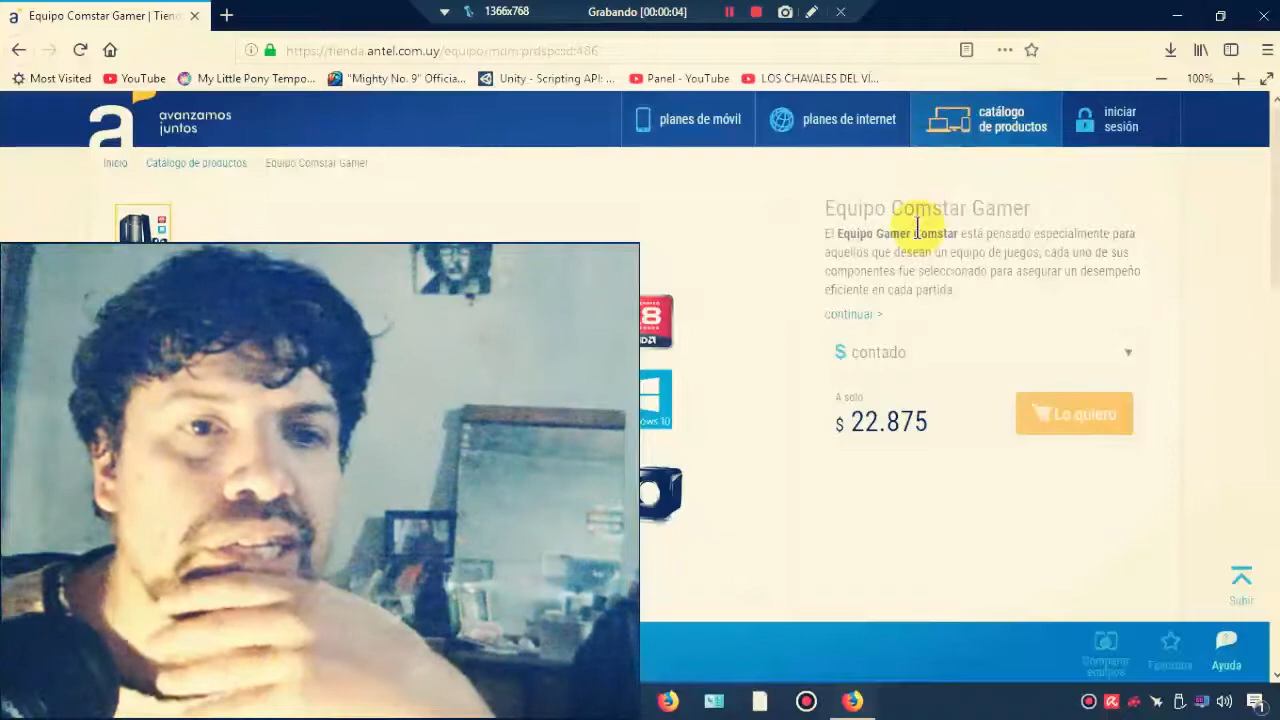 1366x768
Grabando [00:00:04]
Equipo Comstar Gamer | Tiend
https://tienda.antel.com.uy/equipo/mdm:prdspc:id:486
100%
Most Visited
YouTube
My Little Pony Tempo...
"Mighty No. 9" Officia...
Unity - Scripting API: ...
Panel - YouTube
LOS CHAVALES DEL VÍ...
a
avanzamos
juntos
planes de móvil
planes de internet
catálogo
de productos
iniciar
sesión
Inicio
Catálogo de productos
Equipo Comstar Gamer
Equipo Comstar Gamer
El Equipo Gamer Comstar está pensado especialmente para
aquellos que desean un equipo de juegos, cada uno de sus
componentes fue seleccionado para asegurar un desempeño
eficiente en cada partida.
continuar >
$ contado
A solo
$ 22.875
Lo quiero
Subir
Comparar
equipos
Favoritos
Ayuda